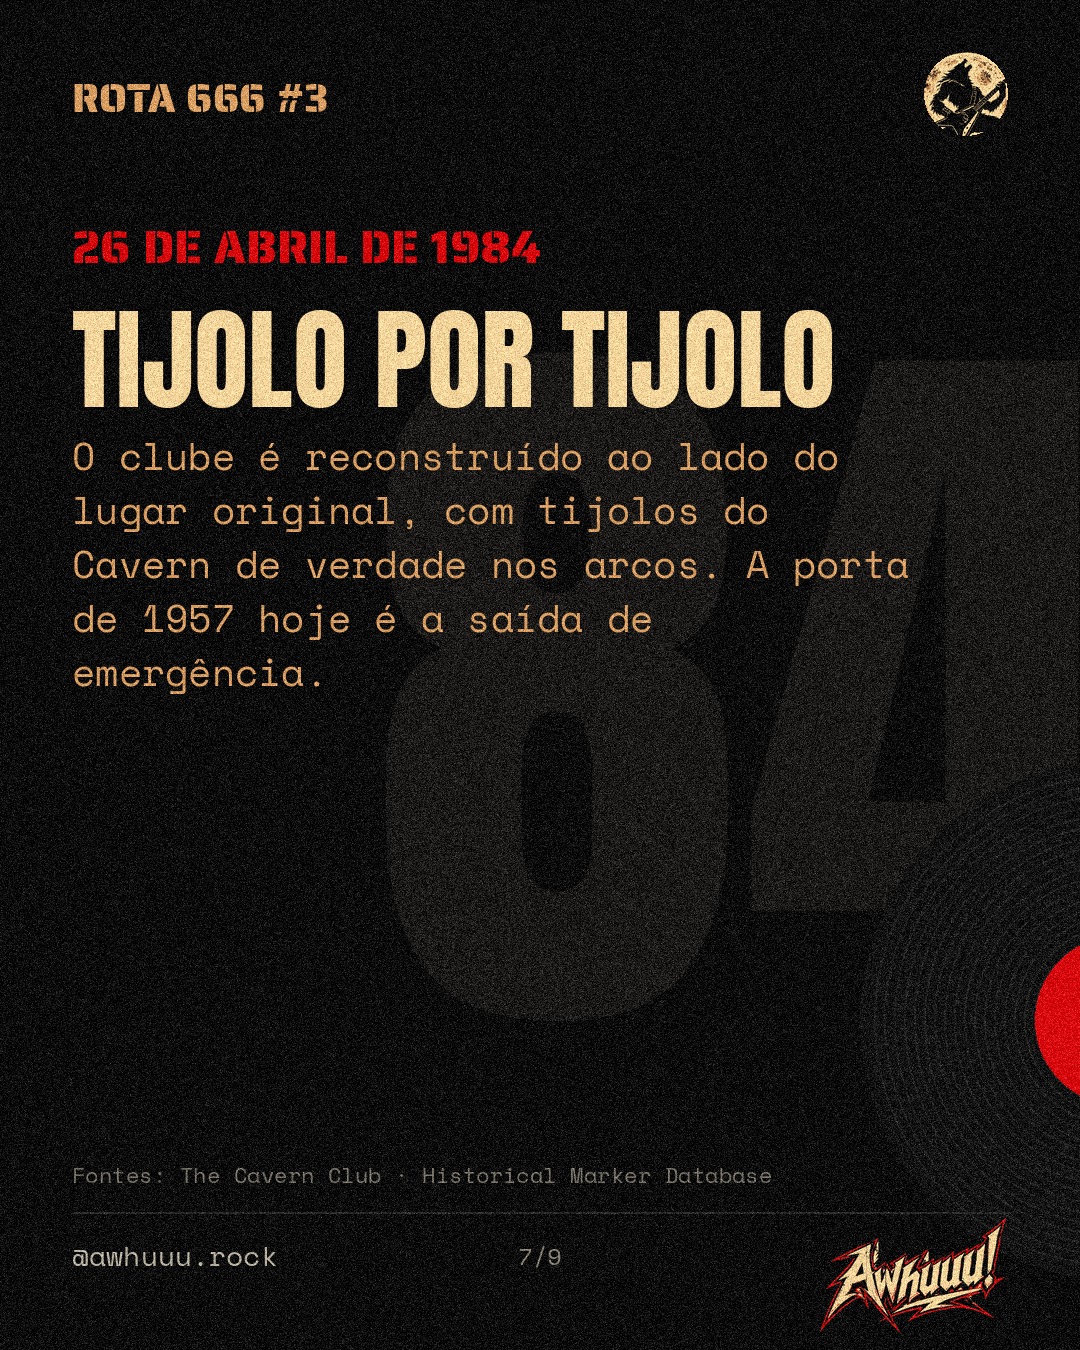 ROTA 666 #3
26 DE ABRIL DE 1984
TIJOLO POR TIJOLO
O clube é reconstruído ao lado do
lugar original, com tijolos do
Cavern de verdade nos arcos. A porta
de 1957 hoje é a saída de
emergência.
84
Fontes: The Cavern Club · Historical Marker Database
@awhuuu.rock
7/9
Awhuuu!